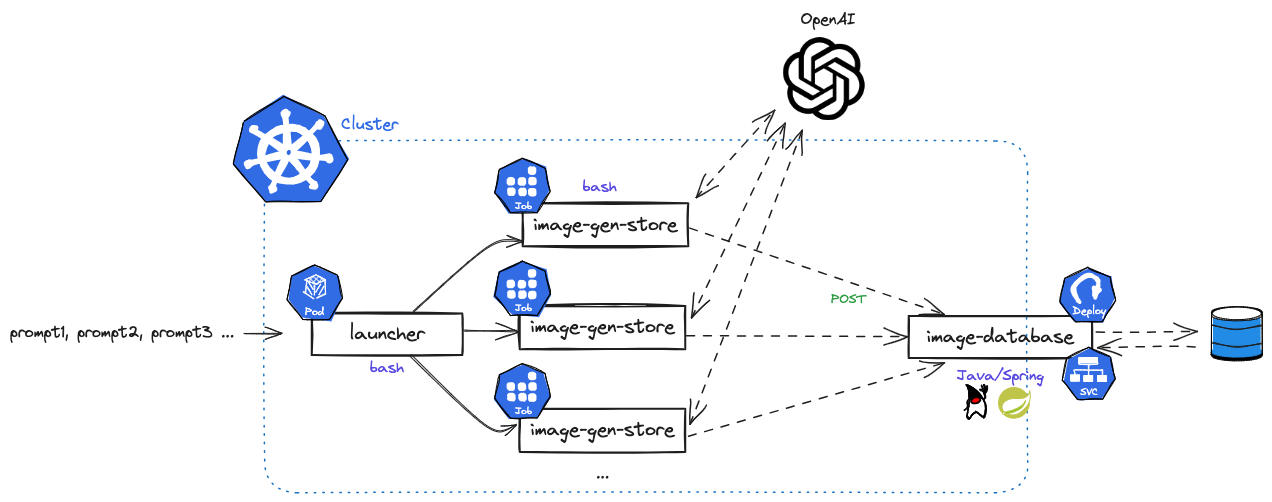 OpenAI
Cluster
Job
bash
image-gen-store
Pod
Job
POST
Deploy
prompt1, prompt2, prompt3 ...
launcher
image-gen-store
image-database
bash
Java/Spring
SVC
Job
image-gen-store
...